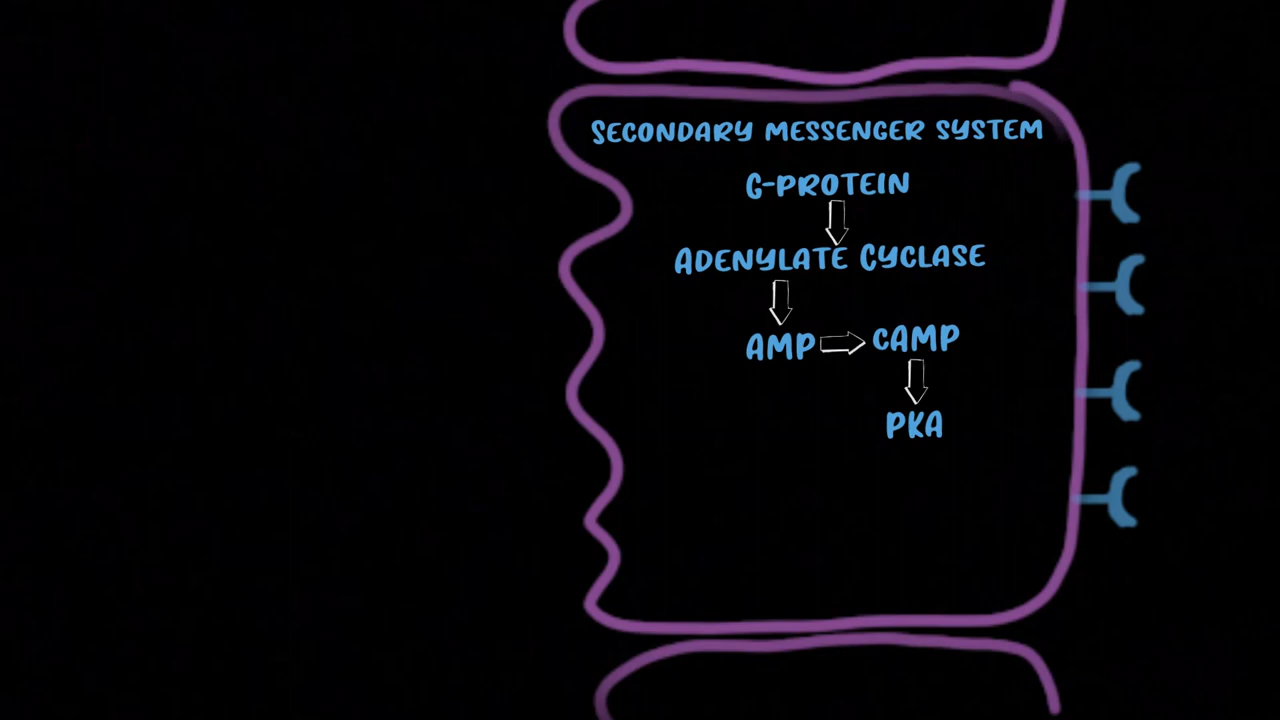 SECONDARY MESSENGER SYSTEM
G-PROTEIN
ADENYLATE CYCLASE
AMP cAMP
PKA